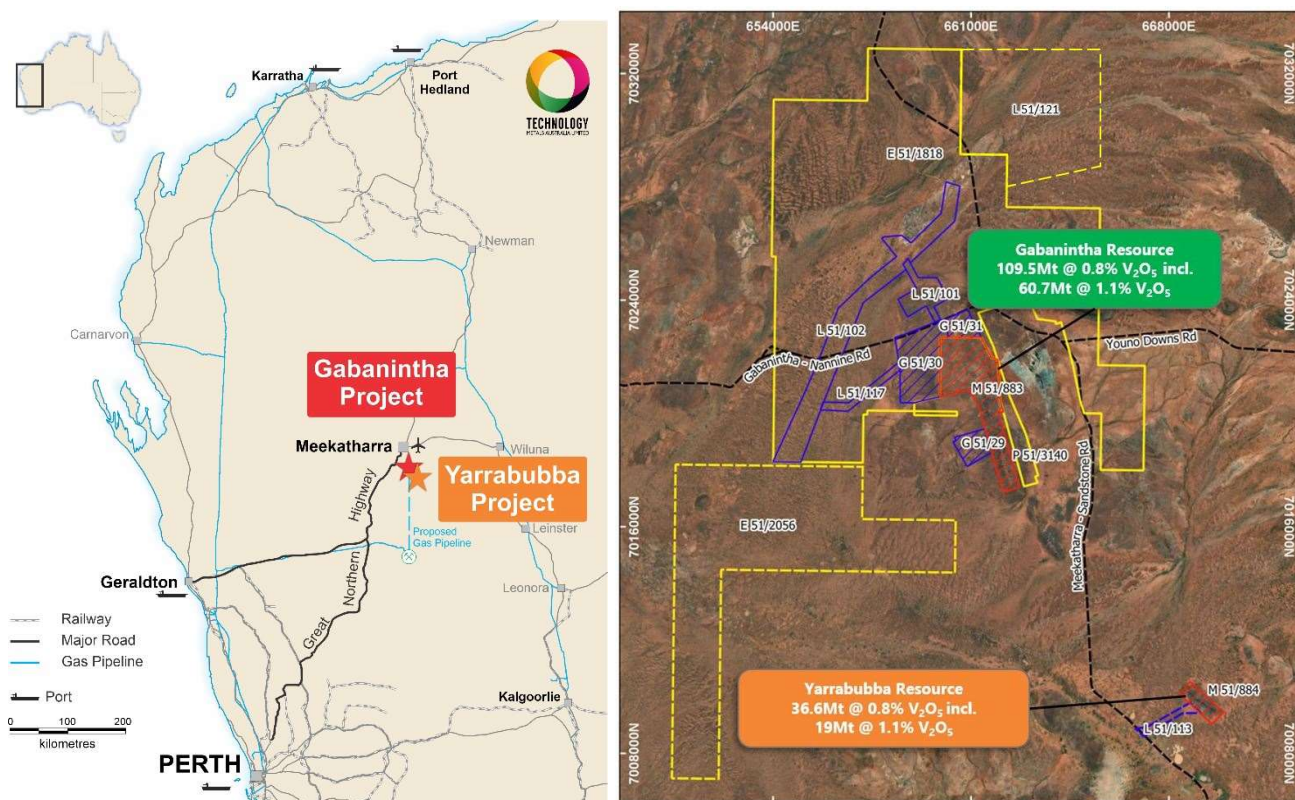 Karratha
Port
Hedland
TECHNOLOGY
METALS AUSTRALIA LIMITED
Newman
Carnarvon
Gabanintha
Project
Meekatharra
Wiluna
Yarrabubba
Project
Highway
Leinster
Proposed
Gas Pipeline
Northern
Geraldton
Leonora
Great
Railway
Major Road
Gas Pipeline
Port
Kalgoorlie
0 100 200
kilometres
PERTH
654000E 661000E 668000E
7032000N
7032000N
L 51/121
E 51/1818
Gabanintha Resource
109.5Mt @ 0.8% V₂O₅ incl.
60.7Mt @ 1.1% V₂O₅
7024000N
7024000N
L 51/101
L 51/102
G 51/31
Youno Downs Rd
Gabanintha - Nannine Rd
G 51/30
L 51/117
M 51/883
G 51/29
P 51/3140
7016000N
7016000N
E 51/2056
Meekatharra - Sandstone Rd
Yarrabubba Resource
36.6Mt @ 0.8% V₂O₅ incl.
19Mt @ 1.1% V₂O₅
M 51/884
L 51/113
7008000N
7008000N